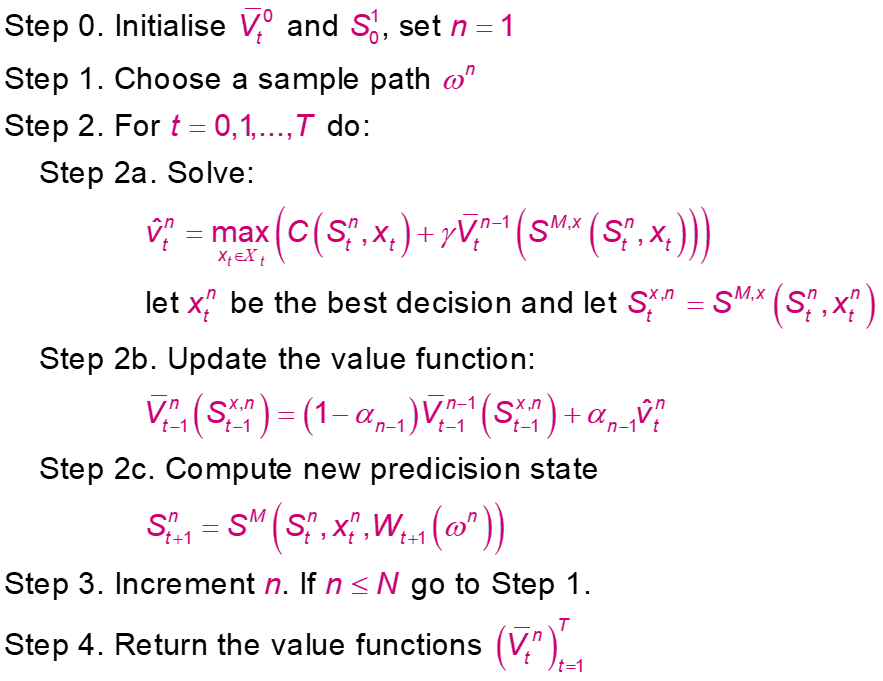 Step 0. Initialise $\bar{V}_t^0$ and $S_0^1$, set $n = 1$
Step 1. Choose a sample path $\omega^n$
Step 2. For $t = 0,1,\ldots,T$ do:
Step 2a. Solve:
$\hat{v}_t^n = \max_{x_t \in X_t} \left( C\left(S_t^n, x_t\right) + \gamma \bar{V}_t^{n-1}\left(S^{M,x}\left(S_t^n, x_t\right)\right)\right)$
let $x_t^n$ be the best decision and let $S_t^{x,n} = S^{M,x}\left(S_t^n, x_t^n\right)$
Step 2b. Update the value function:
$\bar{V}_{t-1}^n\left(S_{t-1}^{x,n}\right) = \left(1 - \alpha_{n-1}\right)\bar{V}_{t-1}^{n-1}\left(S_{t-1}^{x,n}\right) + \alpha_{n-1}\hat{v}_t^n$
Step 2c. Compute new predicision state
$S_{t+1}^n = S^M\left(S_t^n, x_t^n, W_{t+1}\left(\omega^n\right)\right)$
Step 3. Increment $n$. If $n \leq N$ go to Step 1.
Step 4. Return the value functions $\left(\bar{V}_t^n\right)_{t=1}^T$